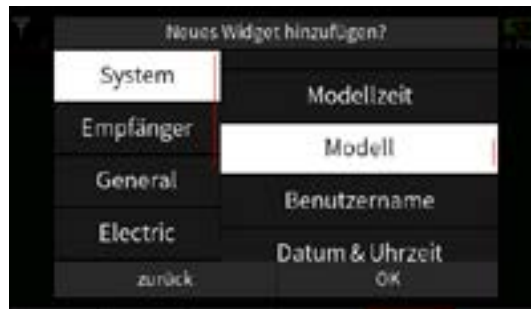 Neues Widget hinzufügen?
System
Empfänger
General
Electric
Modellzeit
Modell
Benutzername
Datum & Uhrzeit
zurück
OK